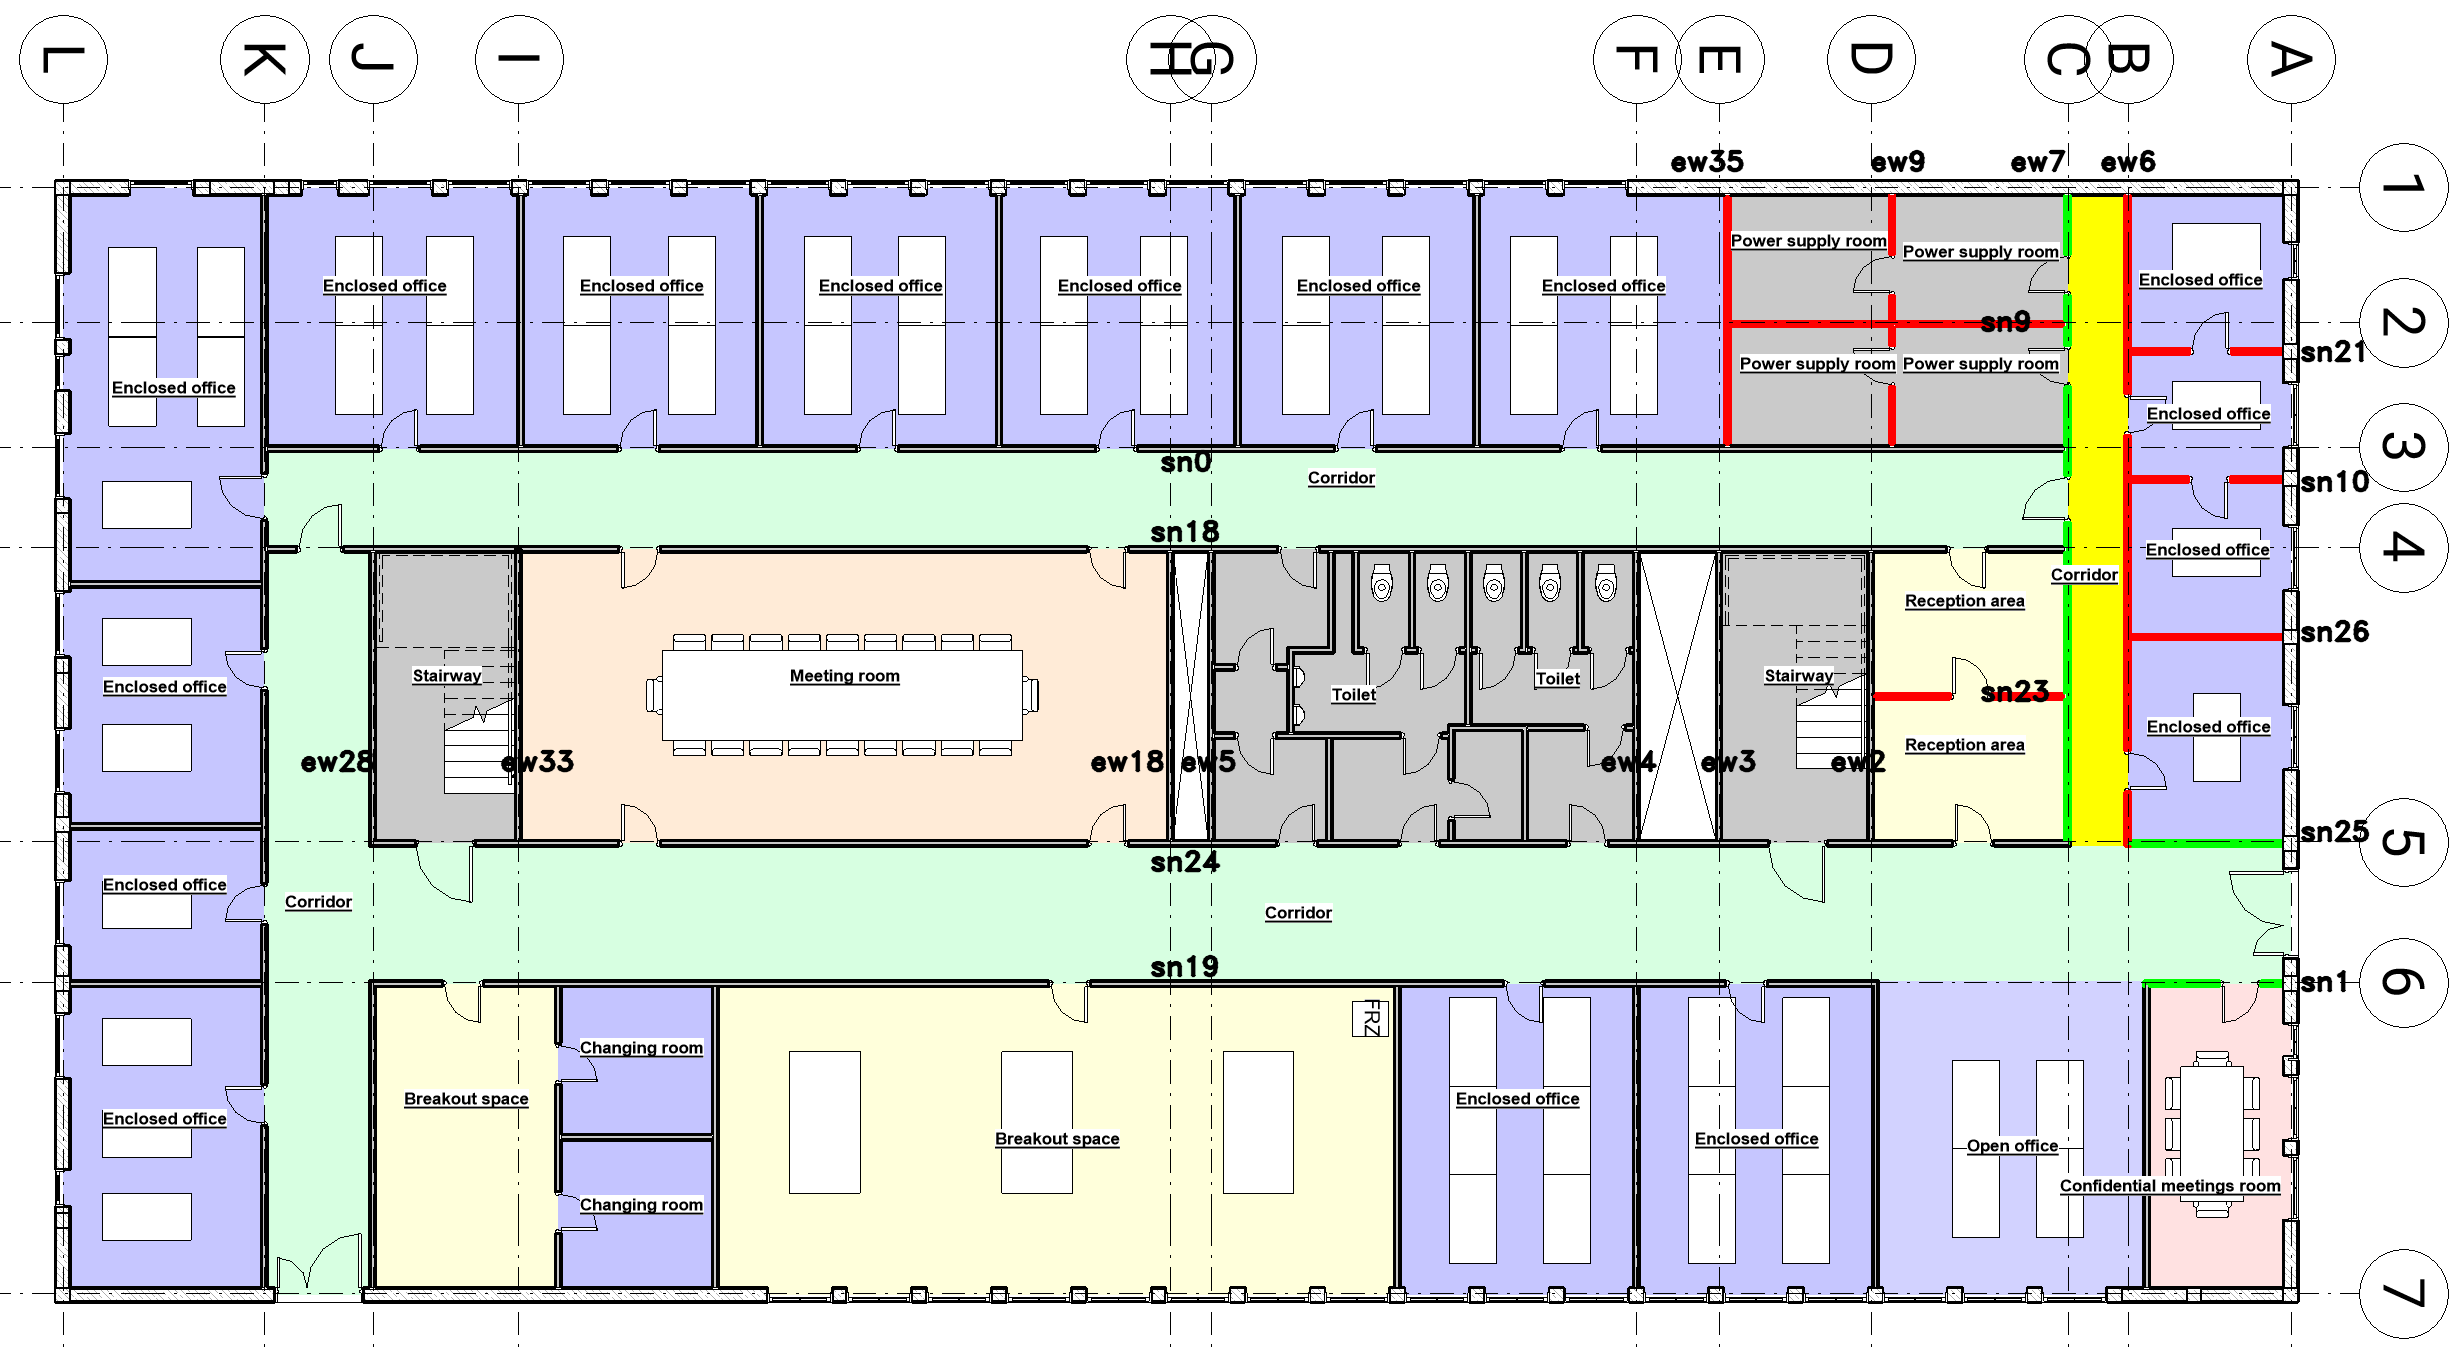 L K J I H G F E D C B A
ew35 ew9 ew7 ew6
1
Power supply room
Power supply room
Enclosed office
Enclosed office
Enclosed office
Enclosed office
Enclosed office
Enclosed office
Enclosed office
sn9
2
sn21
Power supply room
Power supply room
Enclosed office
Enclosed office
3
sn0
Corridor
sn10
sn18
4
Enclosed office
Corridor
Reception area
sn26
Stairway
Meeting room
Toilet
Toilet
Stairway
Enclosed office
sn23
Enclosed office
Reception area
ew28 ew33 ew18 ew5 ew4 ew3 ew2
sn25
5
sn24
Enclosed office
Corridor
Corridor
sn19
sn1
6
FRZ
Changing room
Breakout space
Enclosed office
Enclosed office
Breakout space
Enclosed office
Open office
Confidential meetings room
Changing room
7